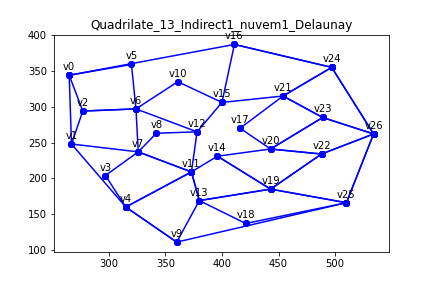 Quadrilate_13_Indirect1_nuvem1_Delaunay
400
350
300
250
200
150
100
300
350
400
450
500
v0
v1
v2
v3
v4
v5
v6
v7
v8
v9
v10
v11
v12
v13
v14
v15
v16
v17
v18
v19
v20
v21
v22
v23
v24
v25
v26